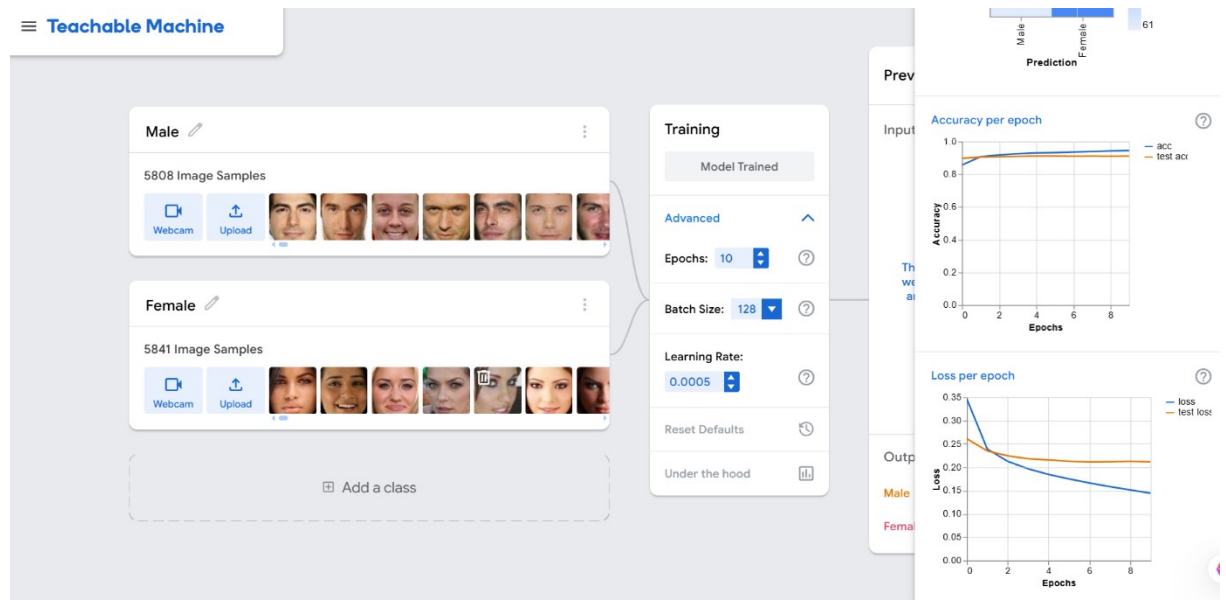 Teachable Machine
Male
5808 Image Samples
Webcam
Upload
Female
5841 Image Samples
Webcam
Upload
Add a class
Training
Model Trained
Advanced
Epochs: 10
Batch Size: 128
Learning Rate:
0.0005
Reset Defaults
Under the hood
Prev
Input
Th
we
a
Outp
Male
Femal
Male
Female
61
Prediction
Accuracy per epoch
acc
test acc
1.0
0.8
0.6
0.4
0.2
0.0
Accuracy
0 2 4 6 8
Epochs
Loss per epoch
loss
test loss
0.35
0.30
0.25
0.20
0.15
0.10
0.05
0.00
Loss
0 2 4 6 8
Epochs